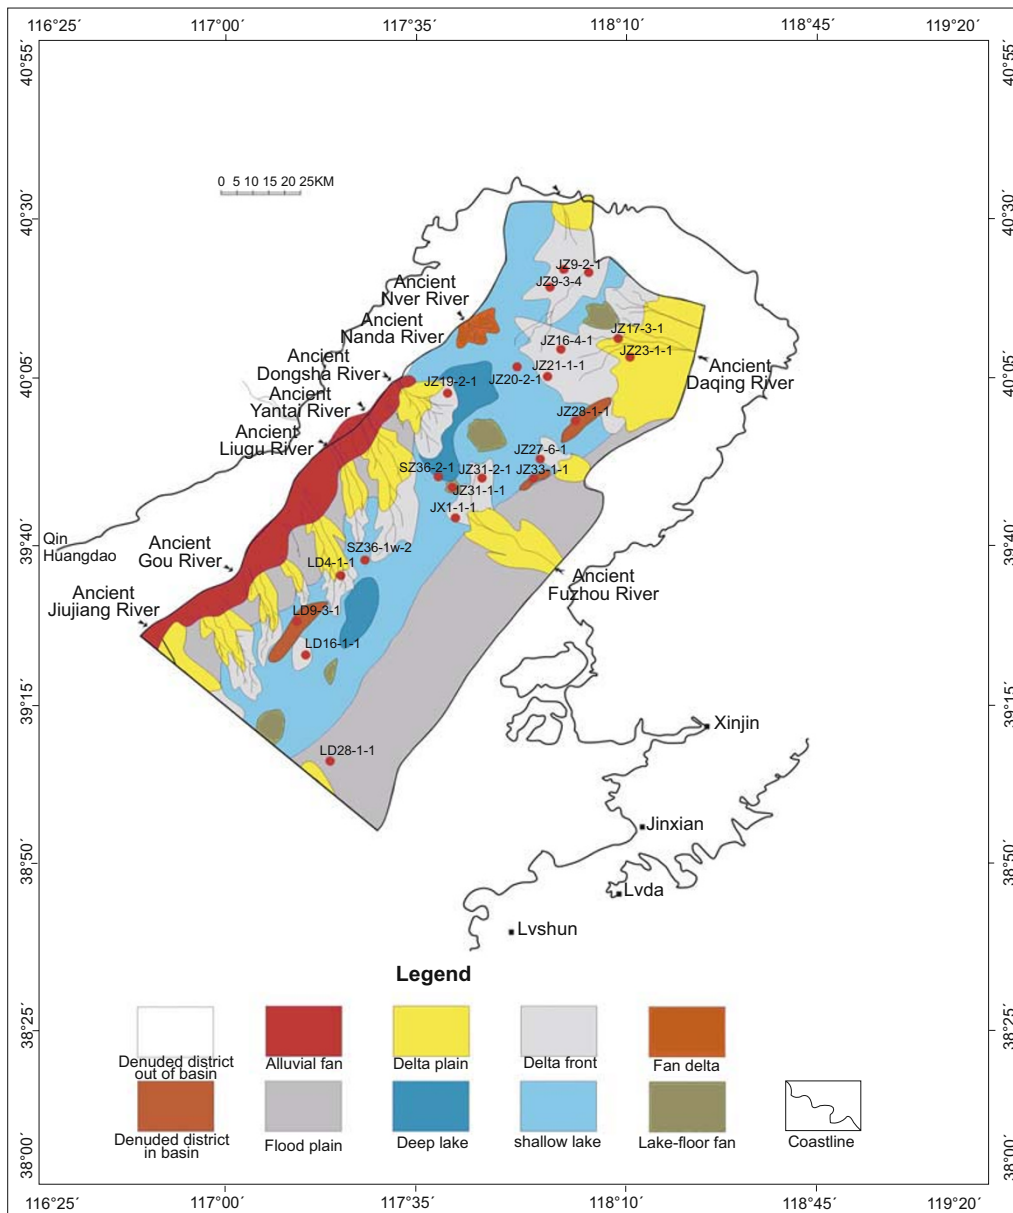 116°25´ 117°00´ 117°35´ 118°10´ 118°45´ 119°20´
40°55´
40°55´
0 5 10 15 20 25KM
40°30´
40°30´
JZ9-2-1
JZ9-3-4
Ancient
Nver River
Ancient
Nanda River
JZ17-3-1
JZ16-4-1
JZ23-1-1
Ancient
Dongsha River
JZ21-1-1
JZ20-2-1
JZ19-2-1
Ancient
Daqing River
40°05´
40°05´
Ancient
Yantai River
JZ28-1-1
Ancient
Liugu River
JZ27-6-1
SZ36-2-1
JZ31-2-1
JZ33-1-1
JZ31-1-1
JX1-1-1
39°40´
39°40´
Qin
Huangdao
Ancient
Gou River
SZ36-1w-2
LD4-1-1
Ancient
Fuzhou River
Ancient
Jiujiang River
LD9-3-1
LD16-1-1
39°15´
39°15´
Xinjin
LD28-1-1
Jinxian
38°50´
38°50´
Lvda
Lvshun
Legend
38°25´
38°25´
Denuded district
out of basin
Alluvial fan
Delta plain
Delta front
Fan delta
Denuded district
in basin
Flood plain
Deep lake
shallow lake
Lake-floor fan
Coastline
38°00´
38°00´
116°25´ 117°00´ 117°35´ 118°10´ 118°45´ 119°20´